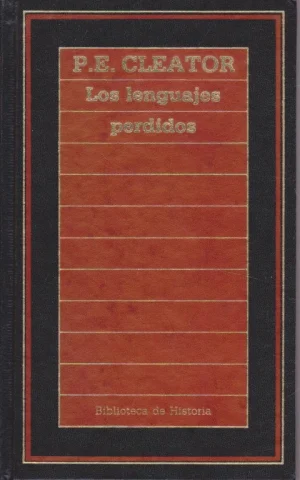 P.E. CLEATOR
Los lenguajes
perdidos
Biblioteca de Historia